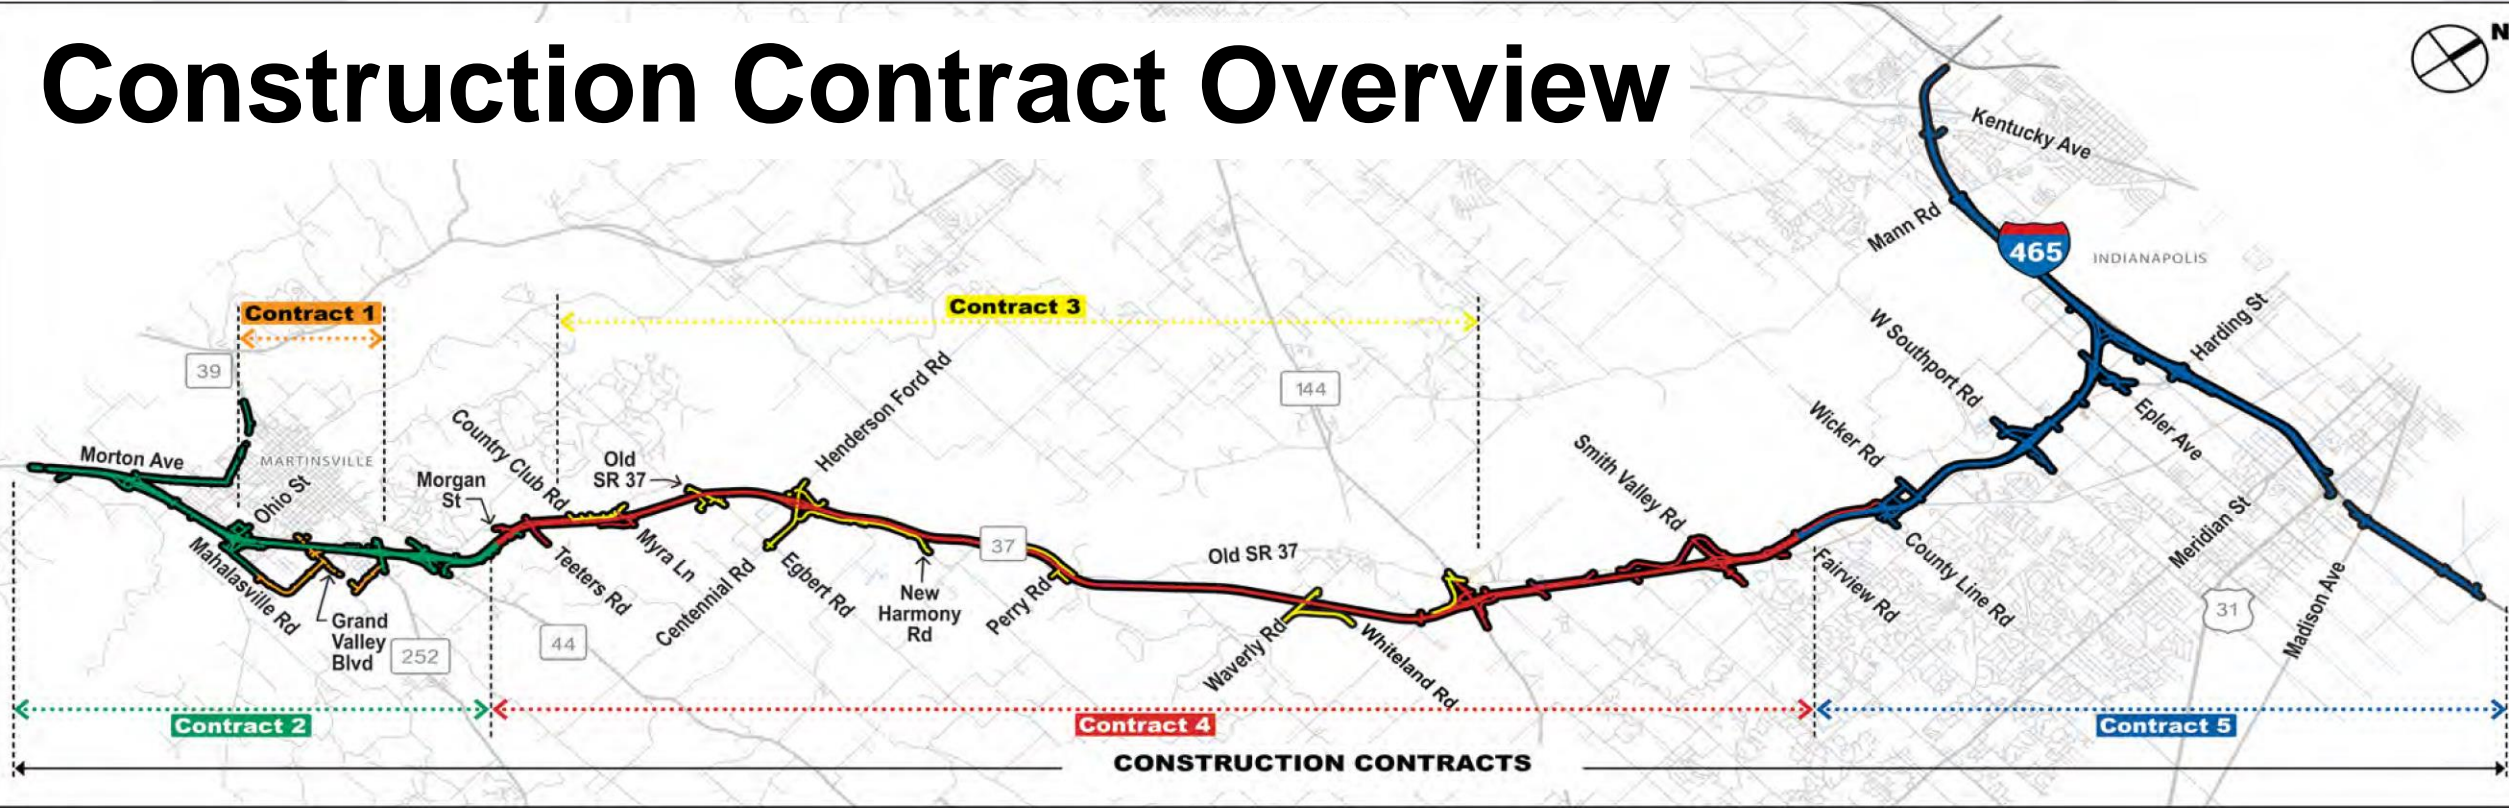 Construction Contract Overview
N
Kentucky Ave
Mann Rd
465
INDIANAPOLIS
Harding St
Contract 1
Contract 3
39
144
Henderson Ford Rd
W Southport Rd
Epler Ave
Wicker Rd
Country Club Rd
Morton Ave
MARTINSVILLE
Ohio St
Morgan
St
Old
SR 37
Smith Valley Rd
Meridian St
Mahalasville Rd
Grand
Valley
Blvd
252
44
Teeters Rd
Myra Ln
Centennial Rd
Egbert Rd
New
Harmony
Rd
37
Perry Rd
Old SR 37
Waverly Rd
Whiteland Rd
Fairview Rd
County Line Rd
31
Madison Ave
Contract 2
Contract 4
Contract 5
CONSTRUCTION CONTRACTS